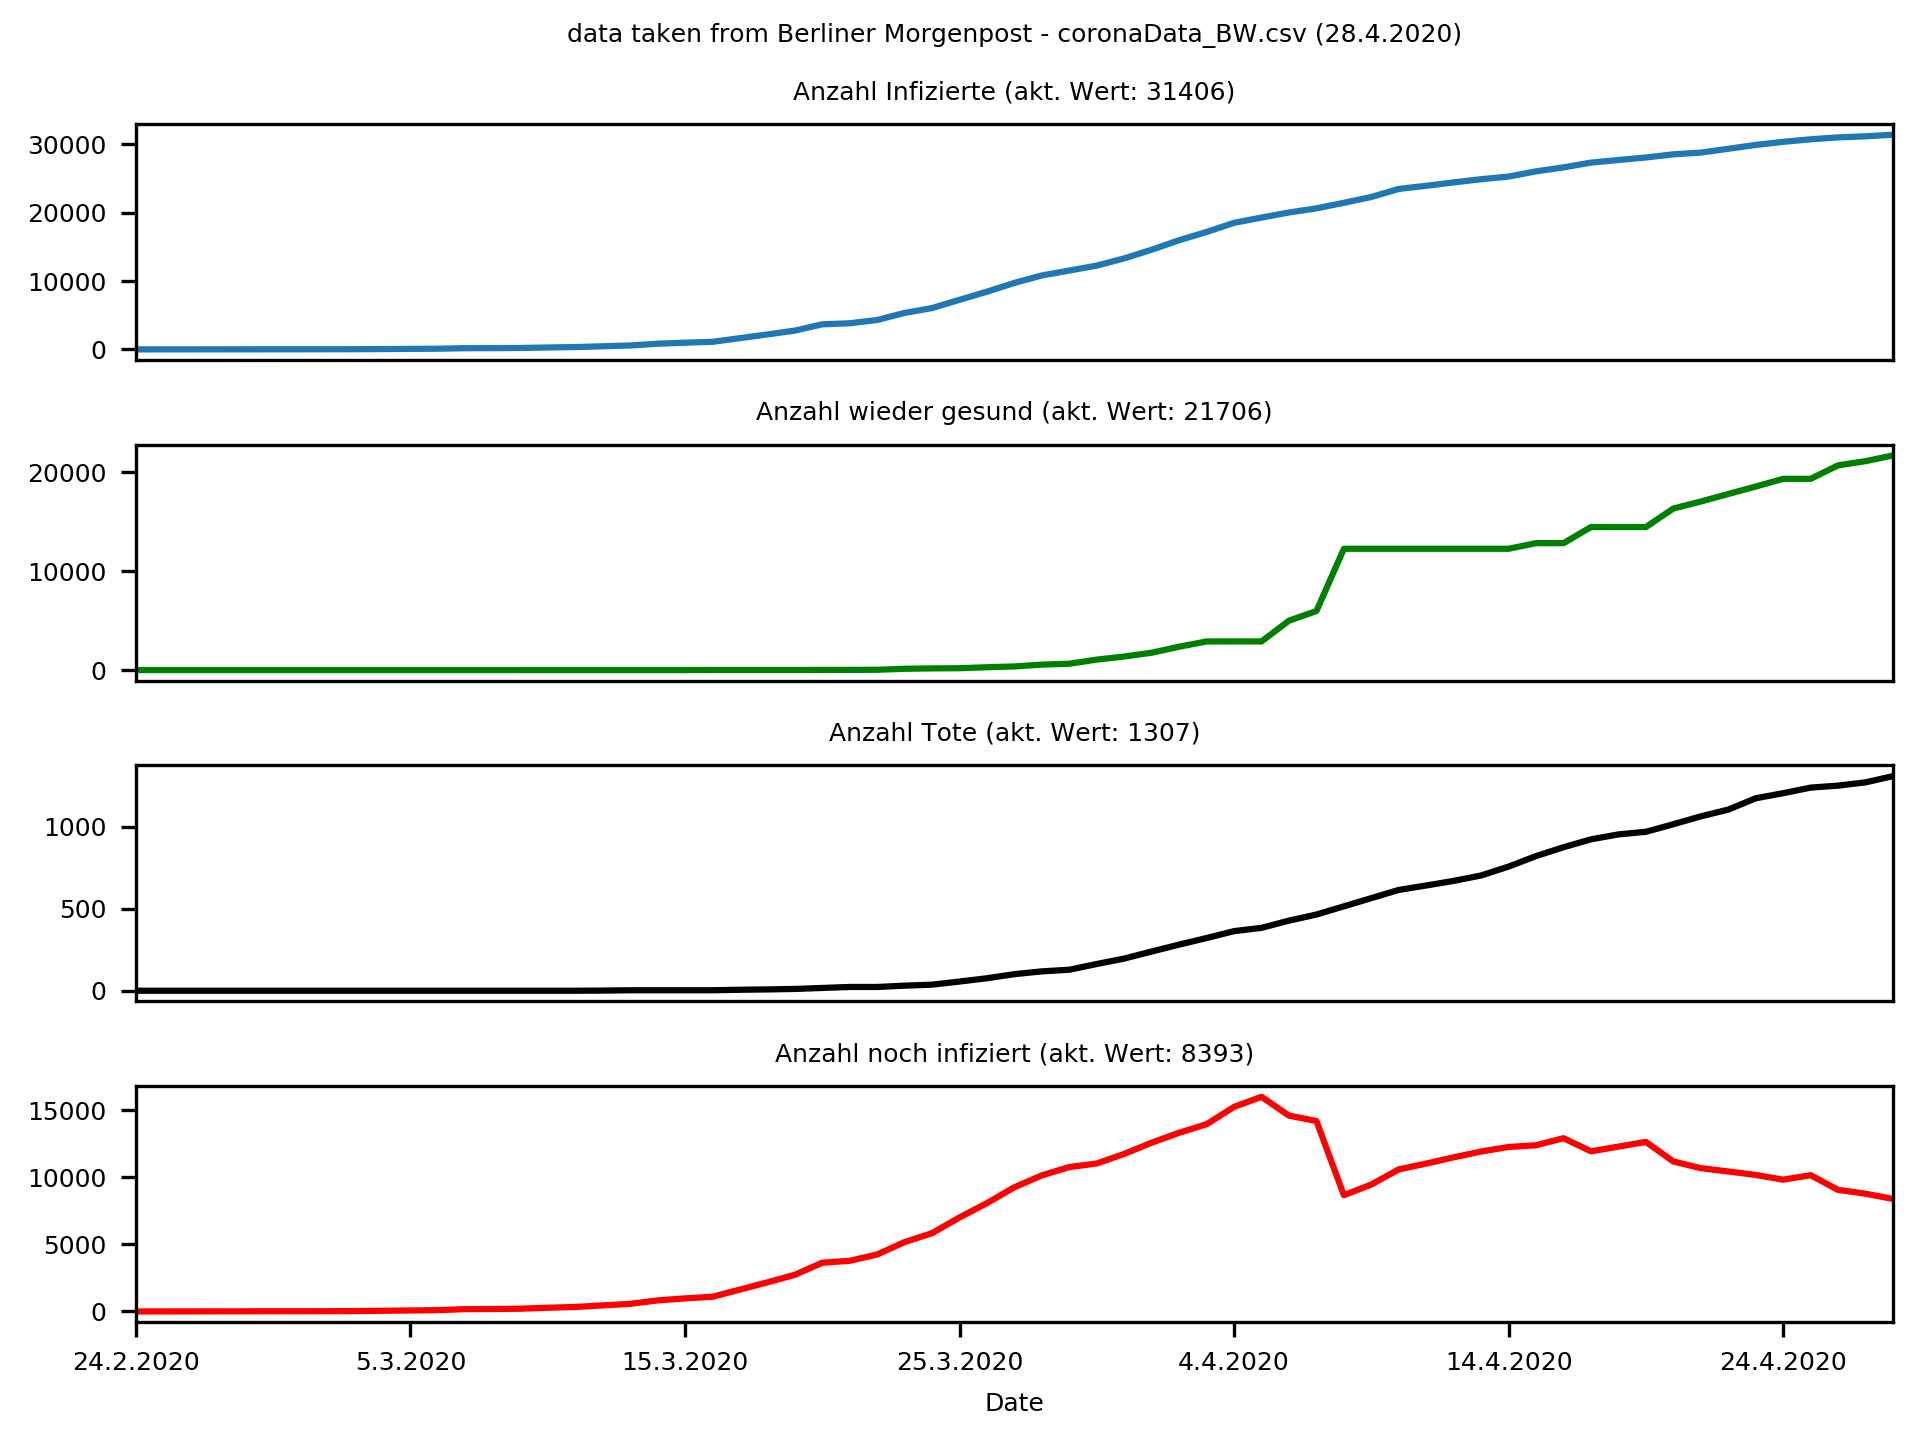 data taken from Berliner Morgenpost - coronaData_BW.csv (28.4.2020)
Anzahl Infizierte (akt. Wert: 31406)
30000
20000
10000
0
Anzahl wieder gesund (akt. Wert: 21706)
20000
10000
0
Anzahl Tote (akt. Wert: 1307)
1000
500
0
Anzahl noch infiziert (akt. Wert: 8393)
15000
10000
5000
0
24.2.2020 5.3.2020 15.3.2020 25.3.2020 4.4.2020 14.4.2020 24.4.2020
Date